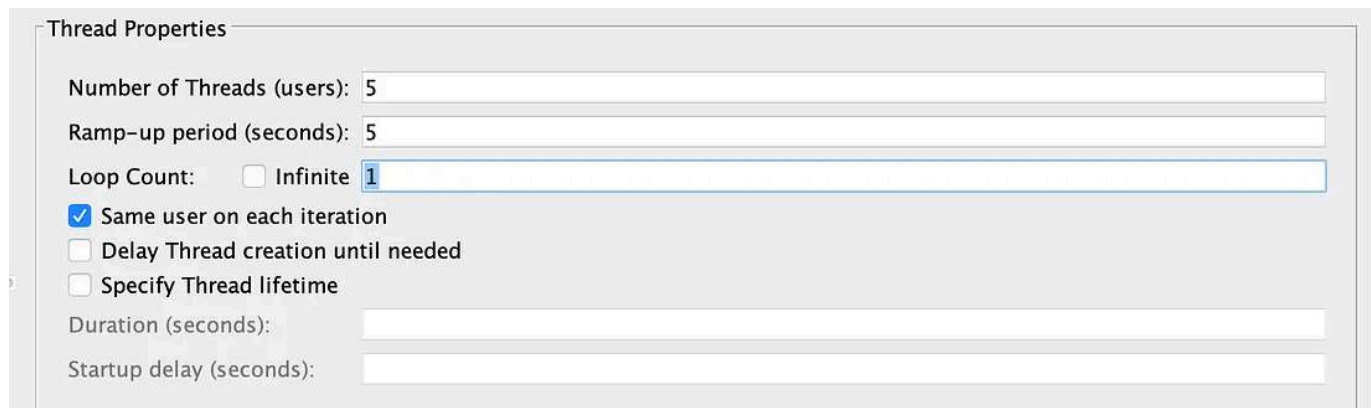 Thread Properties
Number of Threads (users): 5
Ramp-up period (seconds): 5
Loop Count: Infinite 1
Same user on each iteration
Delay Thread creation until needed
Specify Thread lifetime
Duration (seconds):
Startup delay (seconds):